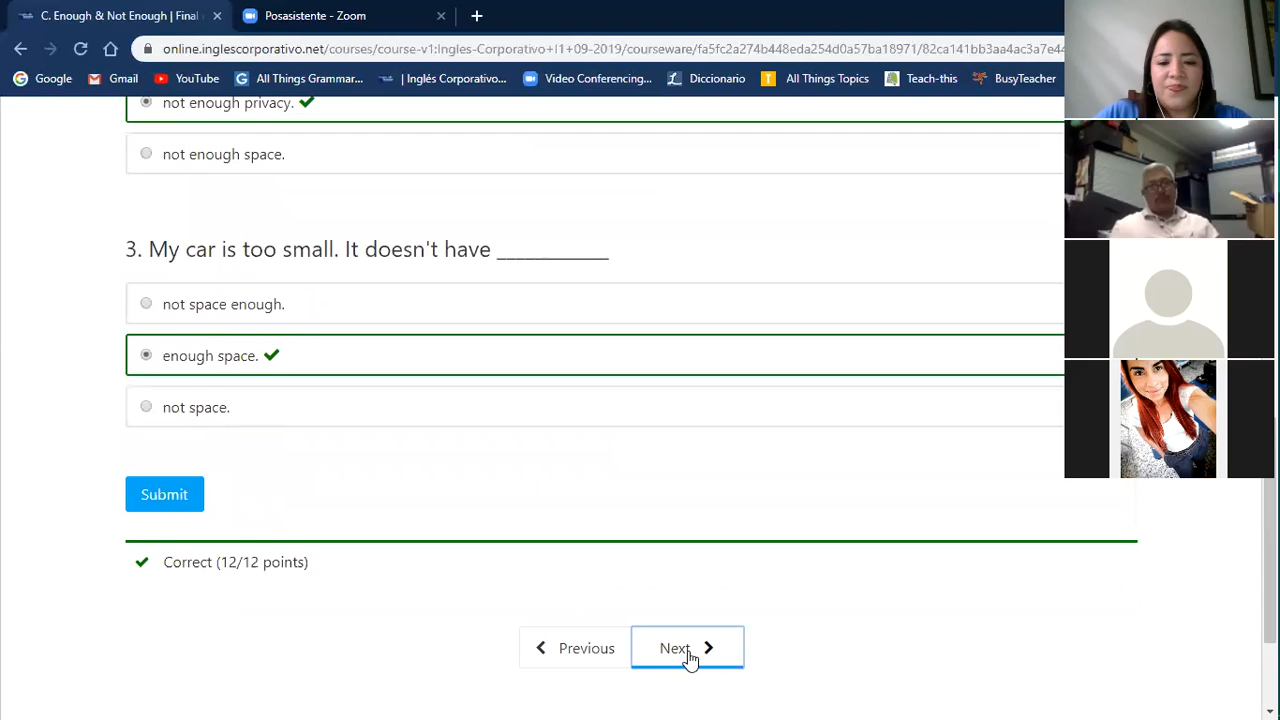 C. Enough & Not Enough | Final
Posasistente - Zoom
online.inglescorporativo.net/courses/course-v1:Ingles-Corporativo+I1+09-2019/courseware/fa5fc2a274b448eda254d0b57ba18971/82ca141bb3aa4ac3a7e44
Google
Gmail
YouTube
All Things Grammar...
| Inglés Corporativo...
Video Conferencing...
Diccionario
All Things Topics
Teach-this
BusyTeacher
not enough privacy.
not enough space.
3. My car is too small. It doesn't have ____________
not space enough.
enough space.
not space.
Submit
Correct (12/12 points)
Previous
Next